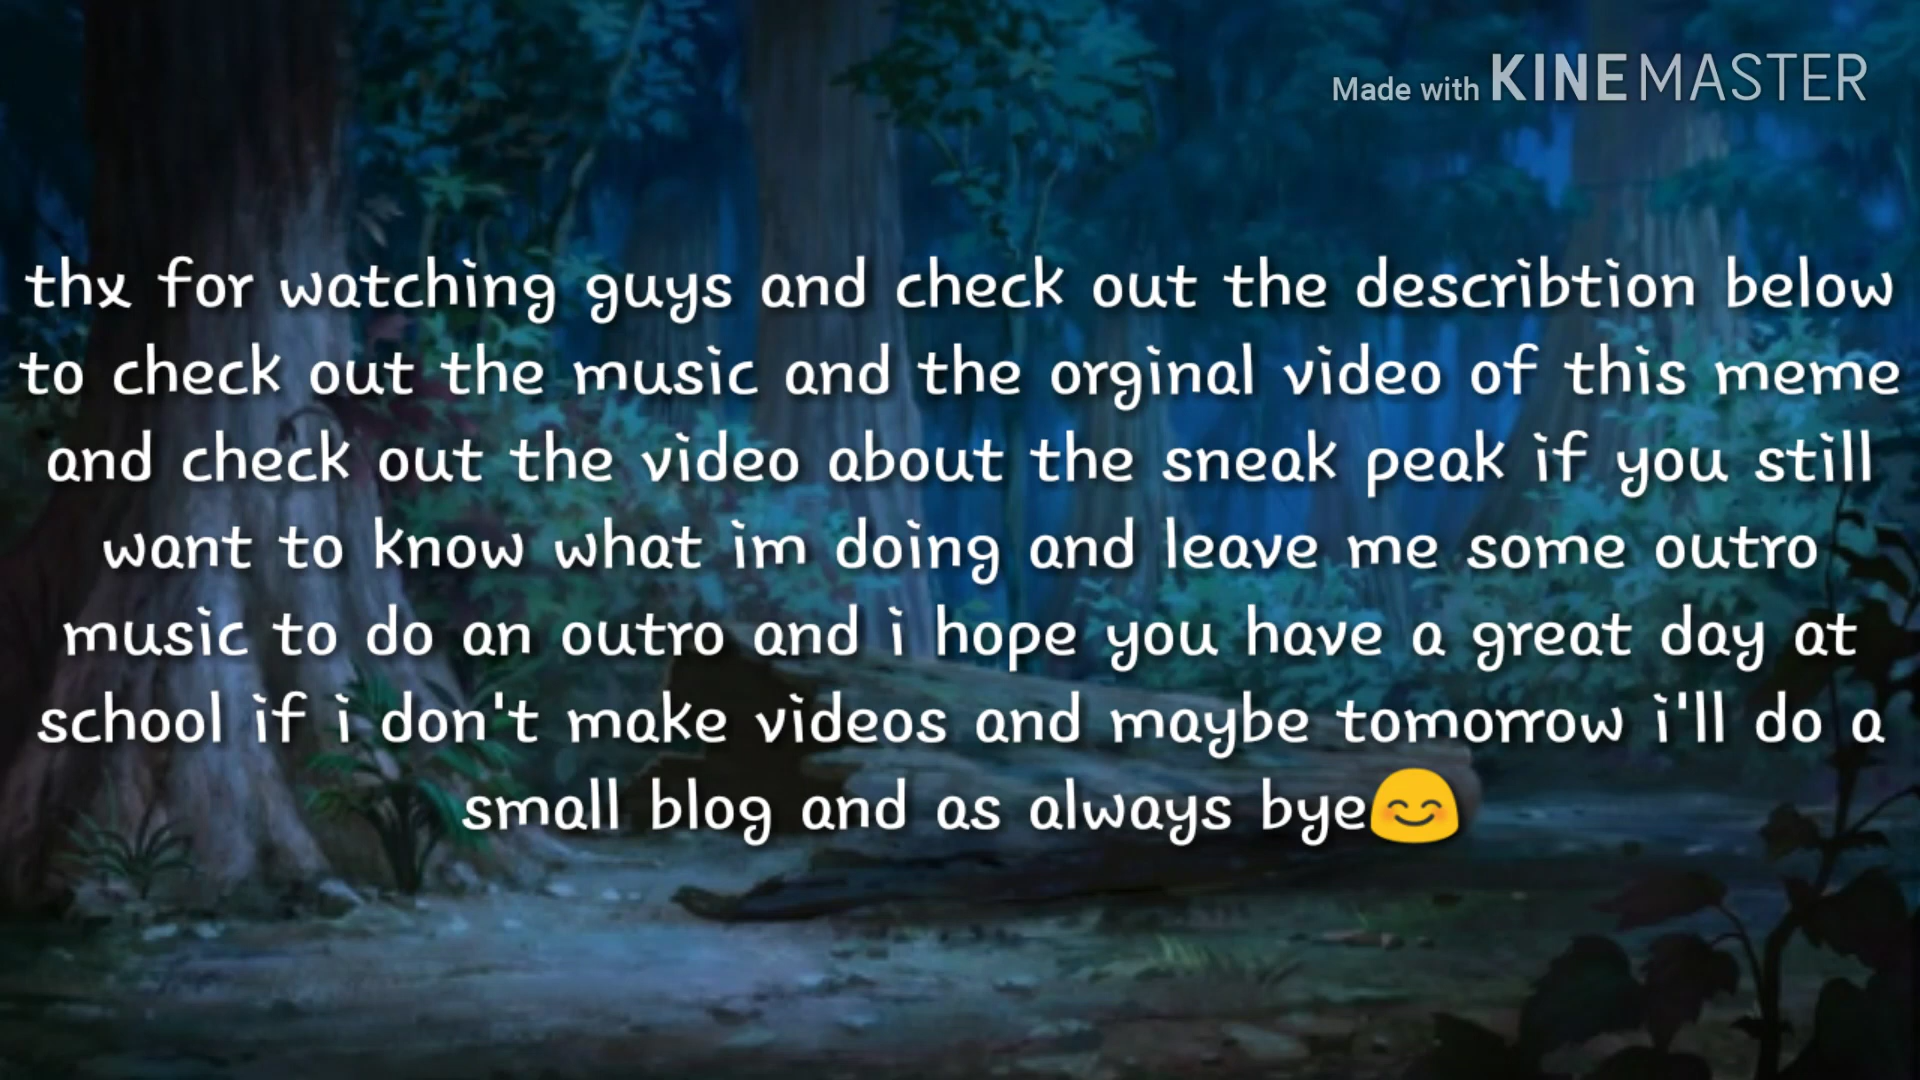 Made with KINEMASTER
thx for watching guys and check out the describtion below
to check out the music and the orginal video of this meme
and check out the video about the sneak peak if you still
want to know what im doing and leave me some outro
music to do an outro and i hope you have a great day at
school if i don't make videos and maybe tomorrow i'll do a
small blog and as always bye😊